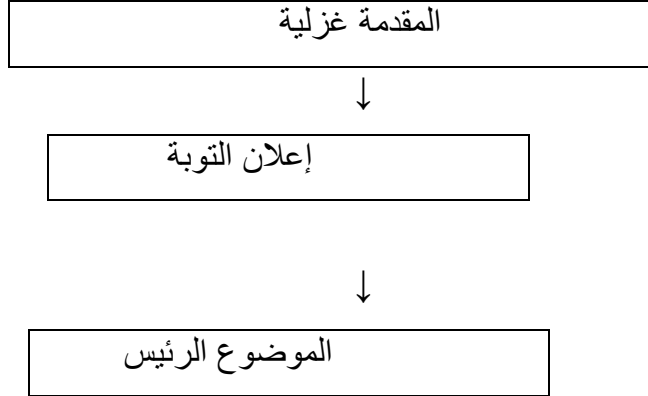 المقدمة غزلية
↓
إعلان التوبة
↓
الموضوع الرئيس